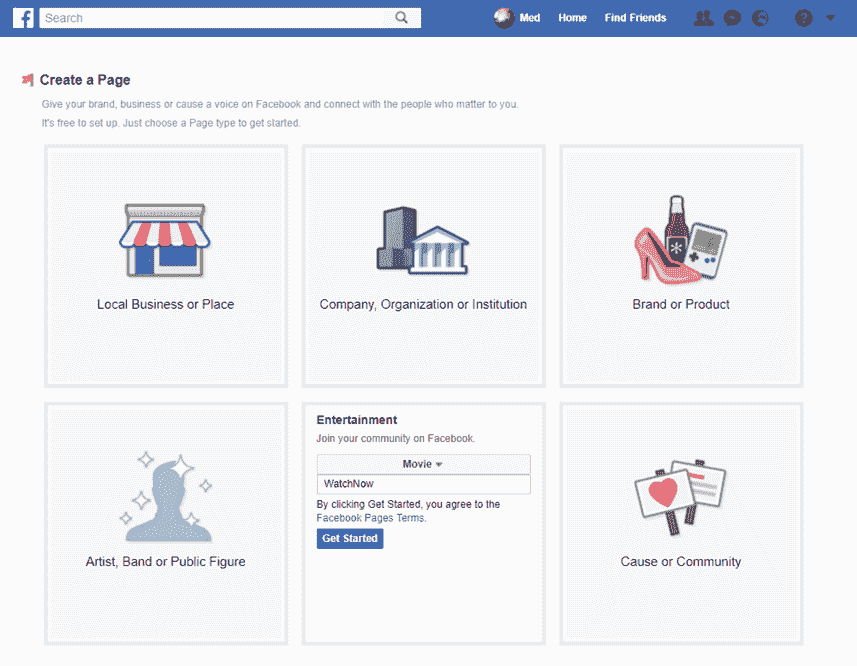 f
Search
Med
Home
Find Friends
?
Create a Page
Give your brand, business or cause a voice on Facebook and connect with the people who matter to you.
It's free to set up. Just choose a Page type to get started.
Local Business or Place
Company, Organization or Institution
Brand or Product
Artist, Band or Public Figure
Entertainment
Join your community on Facebook.
Movie
WatchNow
By clicking Get Started, you agree to the
Facebook Pages Terms.
Get Started
Cause or Community